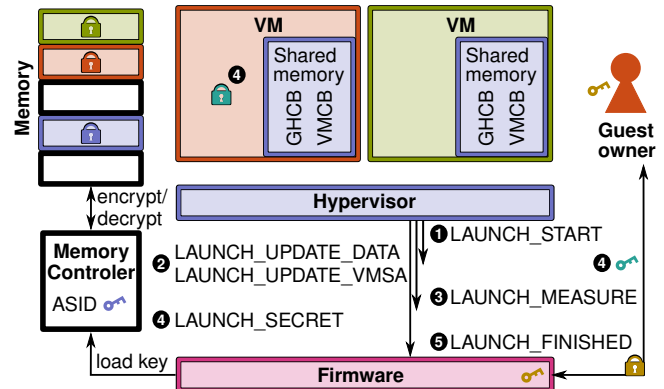 Memory
VM
VM
Shared
memory
GHCB
VMCB
4
Shared
memory
GHCB
VMCB
Guest
owner
encrypt/
decrypt
Hypervisor
Memory
Controler
ASID
1 LAUNCH_START
2 LAUNCH_UPDATE_DATA
LAUNCH_UPDATE_VMSA
4
3 LAUNCH_MEASURE
4 LAUNCH_SECRET
5 LAUNCH_FINISHED
load key
Firmware